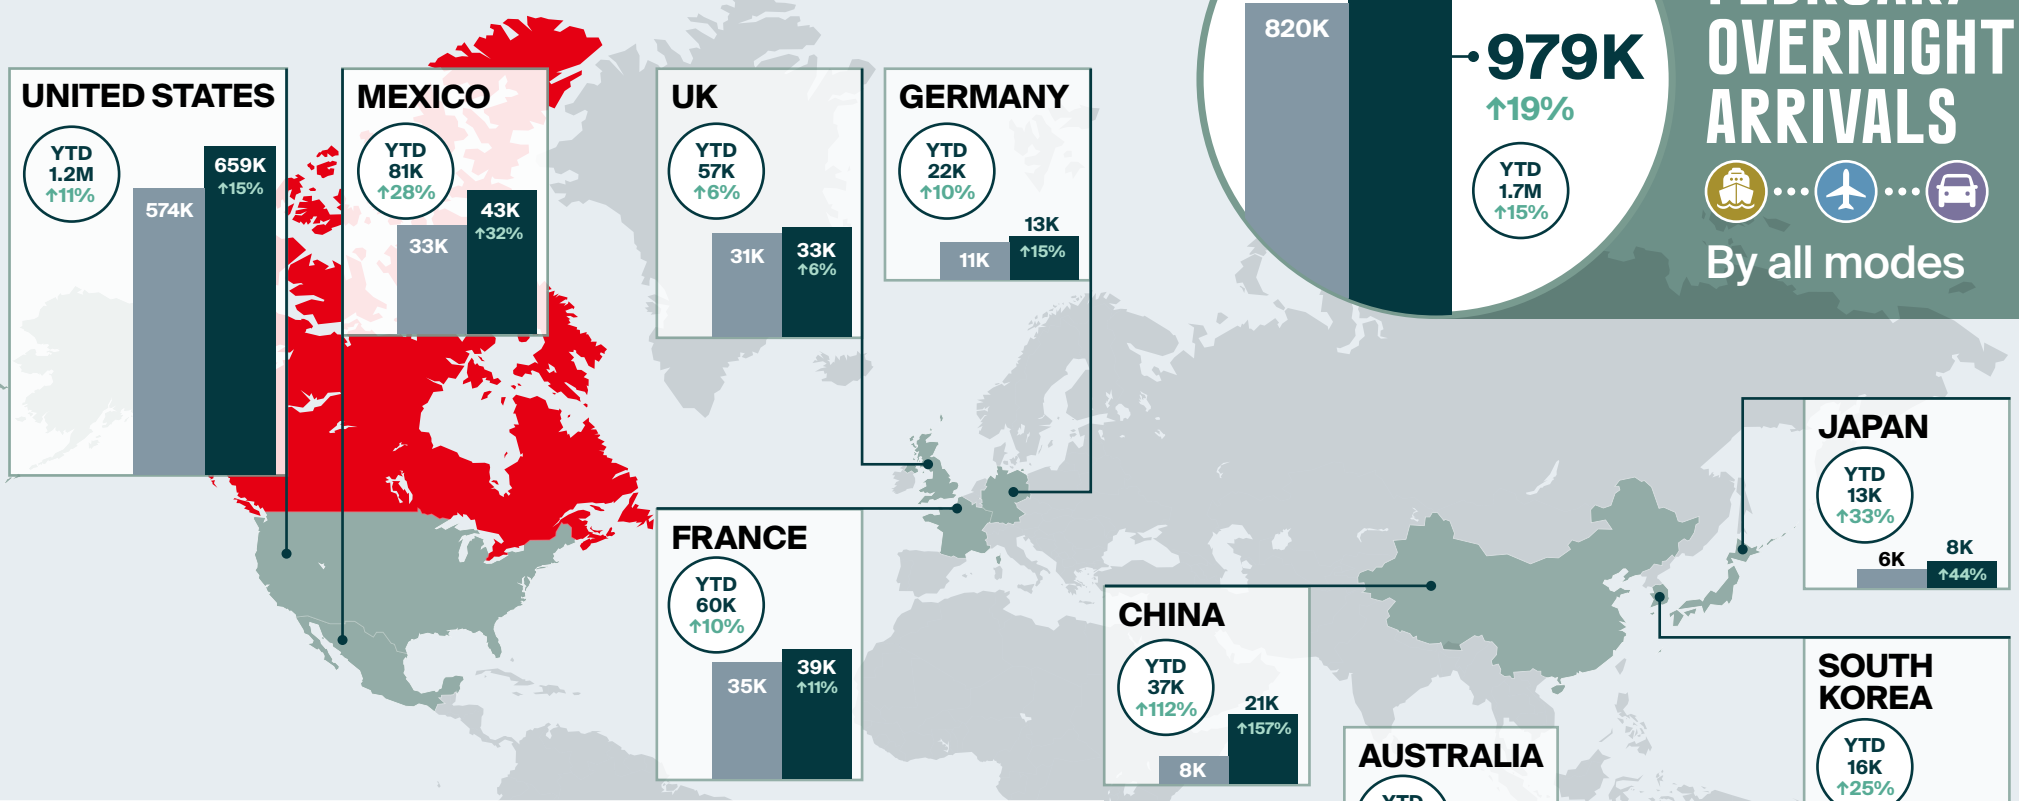 820K
979K
↑19%
YTD
1.7M
↑15%
OVERNIGHT
ARRIVALS
By all modes
UNITED STATES
YTD
1.2M
↑11%
574K
659K
↑15%
MEXICO
YTD
81K
↑28%
33K
43K
↑32%
UK
YTD
57K
↑6%
31K
33K
↑6%
GERMANY
YTD
22K
↑10%
11K
13K
↑15%
FRANCE
YTD
60K
↑10%
35K
39K
↑11%
CHINA
YTD
37K
↑112%
8K
21K
↑157%
AUSTRALIA
YTD
JAPAN
YTD
13K
↑33%
6K
8K
↑44%
SOUTH
KOREA
YTD
16K
↑25%